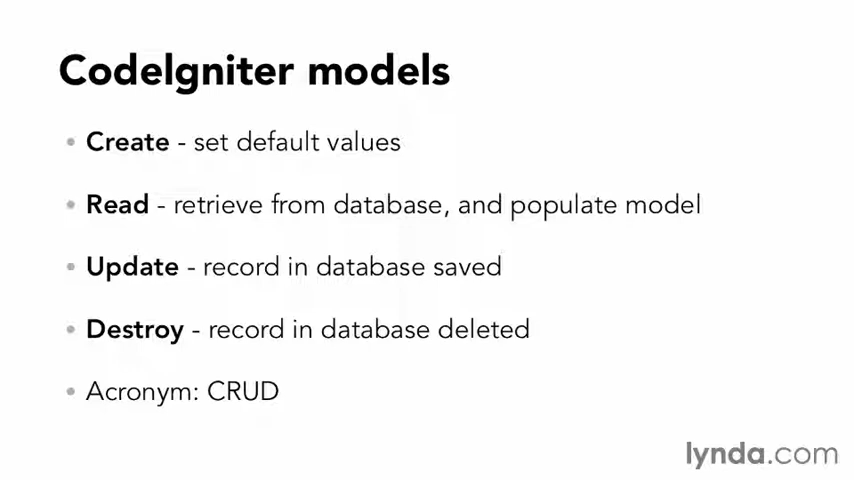 CodeIgniter models
• Create - set default values
• Read - retrieve from database, and populate model
• Update - record in database saved
• Destroy - record in database deleted
• Acronym: CRUD
lynda.com